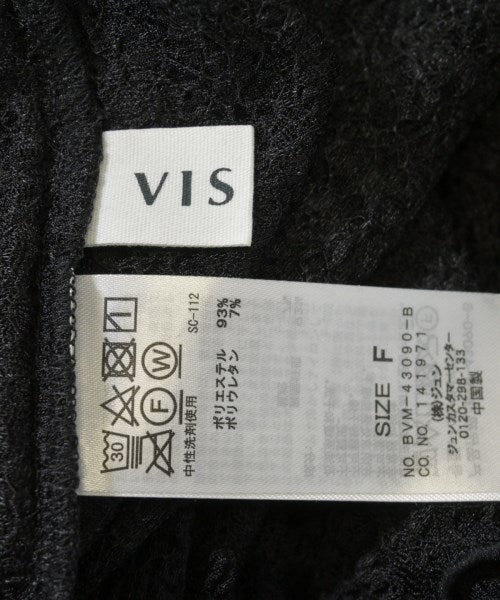 VIS
30
F
W
中性洗剤使用
SC-112
ポリエステル 93%
ポリウレタン 7%
SIZE F
NO. BVM-43090-B
CO. NO. 141971
(株)ジュン
ジュンカスタマーセンター
0120-298-133
中国製